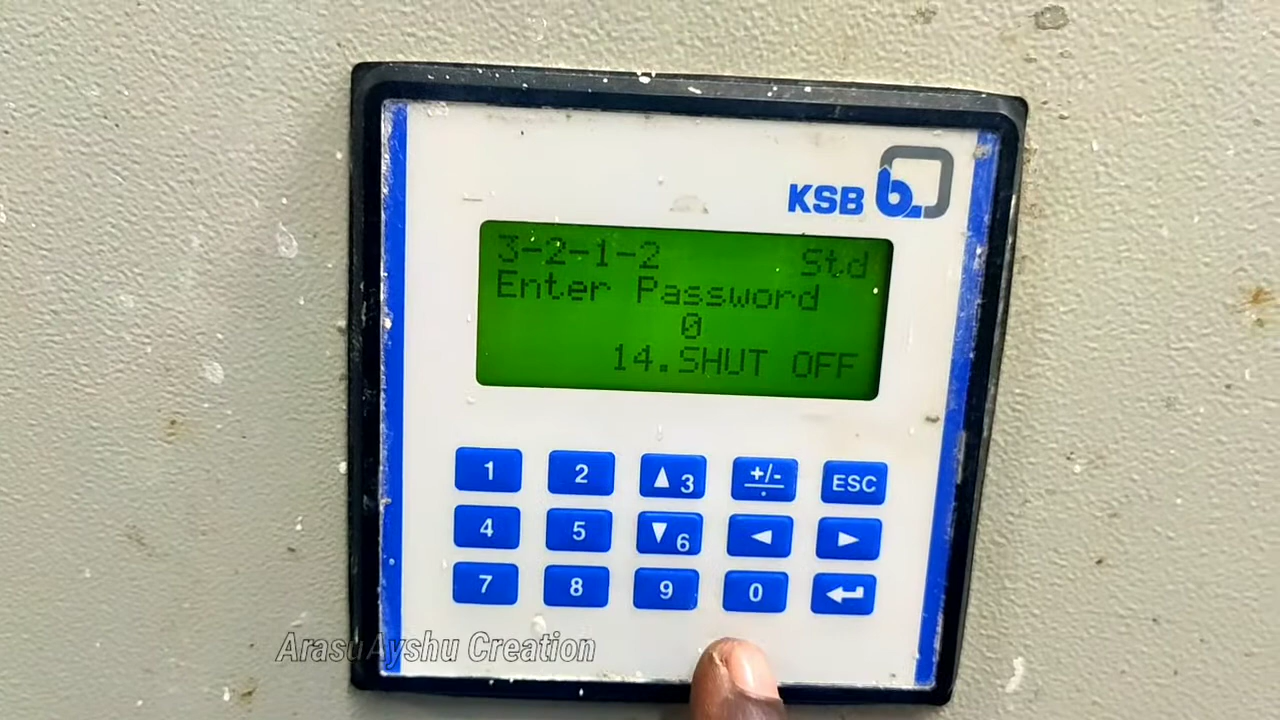 KSB
3-2-1-2 Std
Enter Password
0
14.SHUT OFF
1 2 ▲3 +/- ESC
4 5 ▼6 ◄ ►
7 8 9 0 ↵
Arasu Ayshu Creation